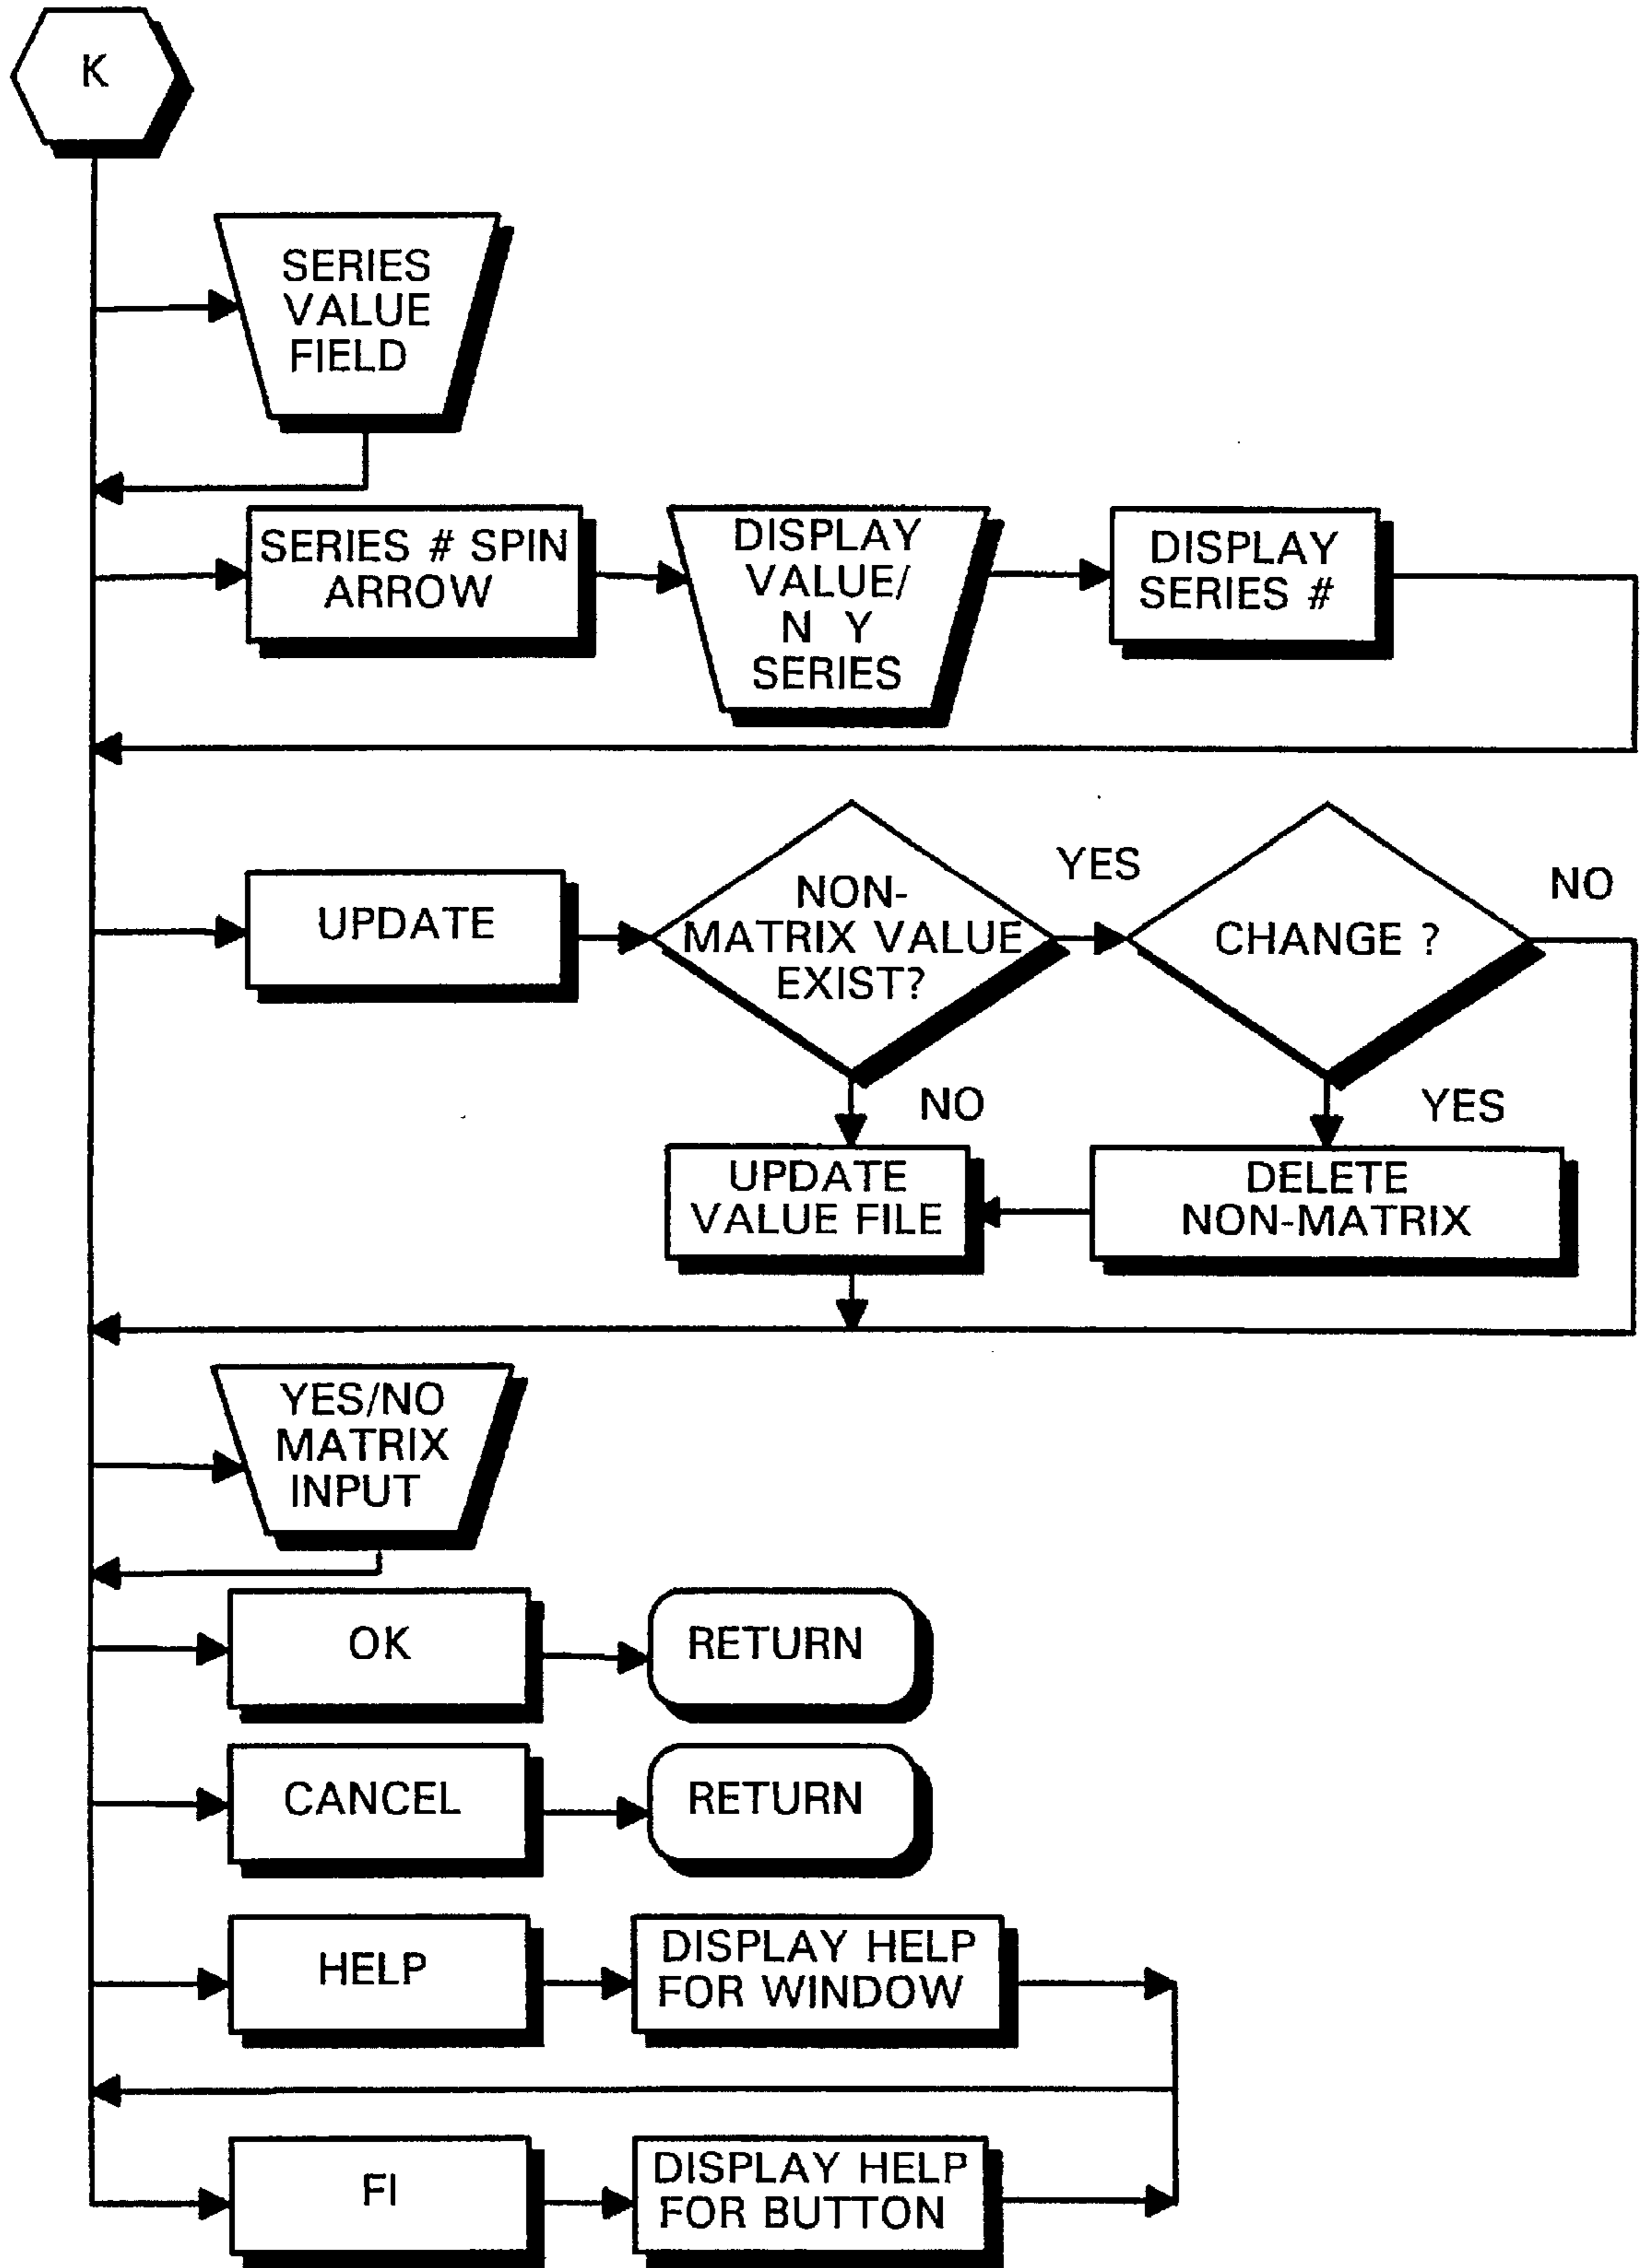 K
SERIES
VALUE
FIELD
SERIES # SPIN
ARROW
DISPLAY
VALUE/
N Y
SERIES
DISPLAY
SERIES #
UPDATE
NON-
MATRIX VALUE
EXIST?
YES
CHANGE ?
NO
NO
YES
UPDATE
VALUE FILE
DELETE
NON-MATRIX
YES/NO
MATRIX
INPUT
OK
RETURN
CANCEL
RETURN
HELP
DISPLAY HELP
FOR WINDOW
FI
DISPLAY HELP
FOR BUTTON